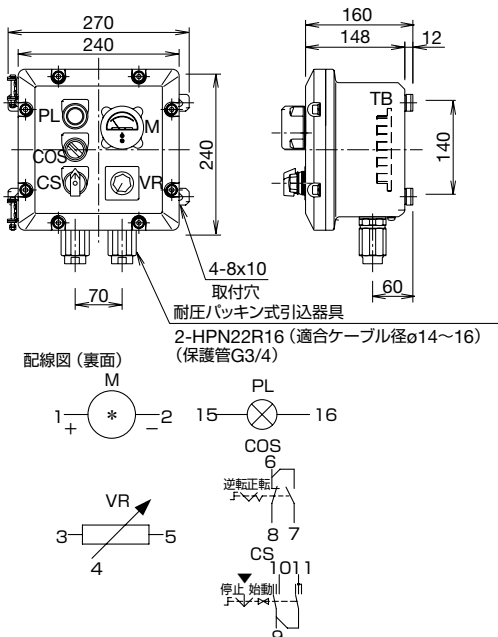 270
240
160
148
12
PL
M
COS
CS
VR
TB
240
140
4-8x10
取付穴
70
60
耐圧パッキン式引込器具
2-HPN22R16（適合ケーブル径ø14〜16）
（保護管G3/4）
配線図（裏面）
M
1
*
2
+
−
PL
15
16
COS
6
逆転正転
8 7
VR
3
5
4
CS
1011
停止 始動
9